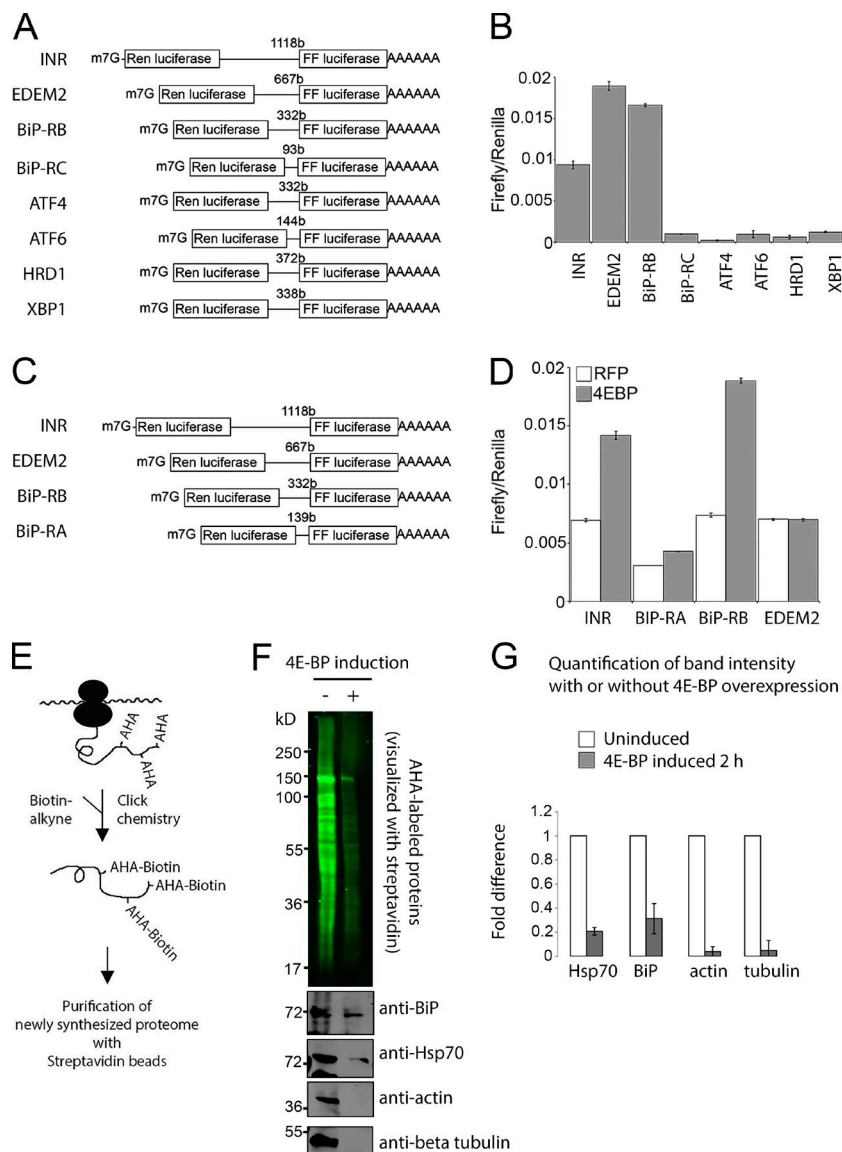 A
INR
m7G Ren luciferase 1118b FF luciferase AAAAAA
EDEM2
m7G Ren luciferase 667b FF luciferase AAAAAA
BiP-RB
m7G Ren luciferase 332b FF luciferase AAAAAA
BiP-RC
m7G Ren luciferase 93b FF luciferase AAAAAA
ATF4
m7G Ren luciferase 332b FF luciferase AAAAAA
ATF6
m7G Ren luciferase 144b FF luciferase AAAAAA
HRD1
m7G Ren luciferase 372b FF luciferase AAAAAA
XBP1
m7G Ren luciferase 338b FF luciferase AAAAAA
B
Firefly/Renilla
0.02
0.015
0.01
0.005
0
INR
EDEM2
BiP-RB
BiP-RC
ATF4
ATF6
HRD1
XBP1
C
INR
m7G Ren luciferase 1118b FF luciferase AAAAAA
EDEM2
m7G Ren luciferase 667b FF luciferase AAAAAA
BiP-RB
m7G Ren luciferase 332b FF luciferase AAAAAA
BiP-RA
m7G Ren luciferase 139b FF luciferase AAAAAA
D
RFP
4EBP
Firefly/Renilla
0.02
0.015
0.01
0.005
0
INR
BIP-RA
BiP-RB
EDEM2
E
AHA
AHA
AHA
Biotin-
alkyne
Click
chemistry
AHA-Biotin
AHA-Biotin
AHA-Biotin
Purification of
newly synthesized proteome
with
Streptavidin beads
F
4E-BP induction
- +
kD
250
150
100
55
36
17
AHA-labeled proteins
(visualized with streptavidin)
72
anti-BiP
72
anti-Hsp70
36
anti-actin
55
anti-beta tubulin
G
Quantification of band intensity
with or without 4E-BP overexpression
Uninduced
4E-BP induced 2 h
Fold difference
1.2
1
0.8
0.6
0.4
0.2
0
Hsp70
BiP
actin
tubulin